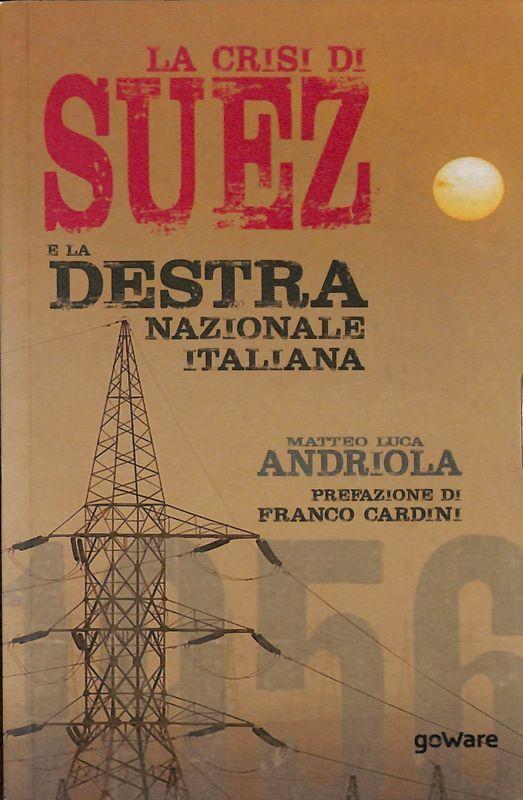 LA CRISI DI
SUEZ
E LA
DESTRA
NAZIONALE
ITALIANA
MATTEO LUCA
ANDRIOLA
PREFAZIONE DI
FRANCO CARDINI
1956
goWare